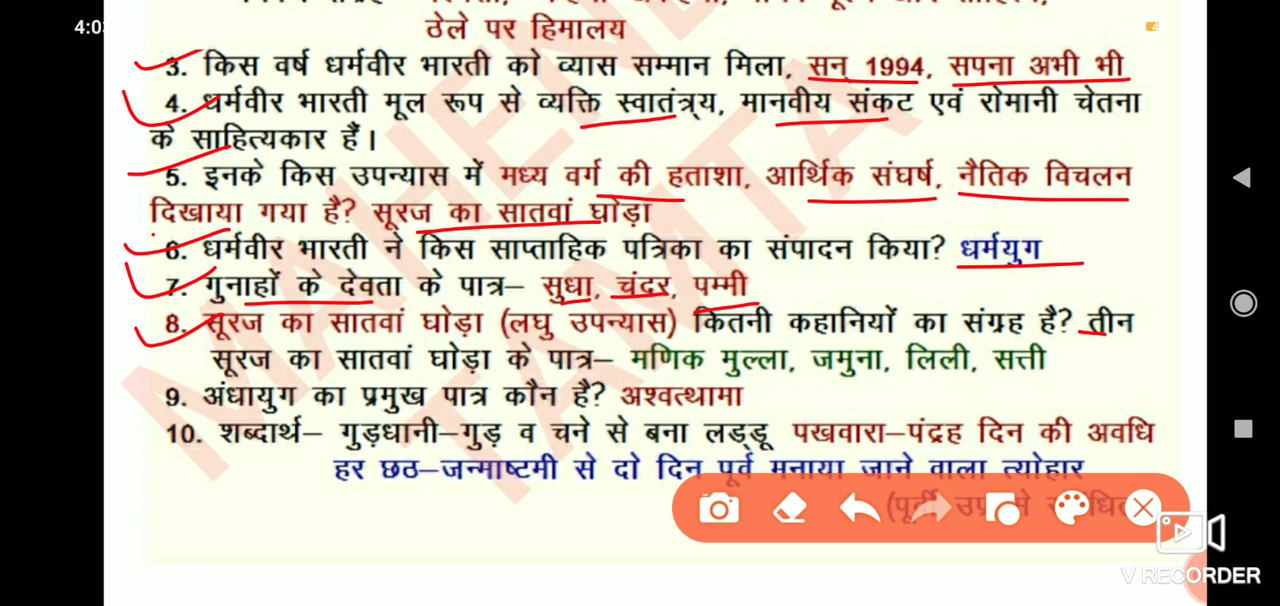 4:03
ठेले पर हिमालय
3. किस वर्ष धर्मवीर भारती को व्यास सम्मान मिला, सन् 1994, सपना अभी भी
4. धर्मवीर भारती मूल रूप से व्यक्ति स्वातंत्र्य, मानवीय संकट एवं रोमानी चेतना
के साहित्यकार हैं।
5. इनके किस उपन्यास में मध्य वर्ग की हताशा, आर्थिक संघर्ष, नैतिक विचलन
दिखाया गया है? सूरज का सातवां घोड़ा
6. धर्मवीर भारती ने किस साप्ताहिक पत्रिका का संपादन किया? धर्मयुग
7. गुनाहों के देवता के पात्र– सुधा, चंदर, पम्मी
8. सूरज का सातवां घोड़ा (लघु उपन्यास) कितनी कहानियों का संग्रह है? तीन
सूरज का सातवां घोड़ा के पात्र– मणिक मुल्ला, जमुना, लिली, सत्ती
9. अंधायुग का प्रमुख पात्र कौन है? अश्वत्थामा
10. शब्दार्थ– गुड़धानी–गुड़ व चने से बना लड्डू पखवारा–पंद्रह दिन की अवधि
हर छठ–जन्माष्टमी से दो दिन पूर्व मनाया जाने वाला त्योहार
MAHENDRA TAMTA
V RECORDER